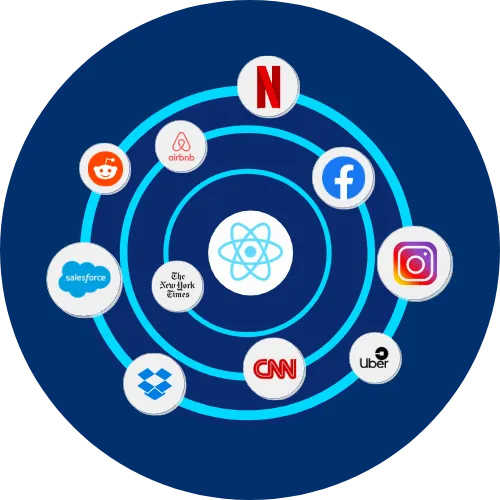 N
airbnb
salesforce
The
New York
Times
CNN
Uber